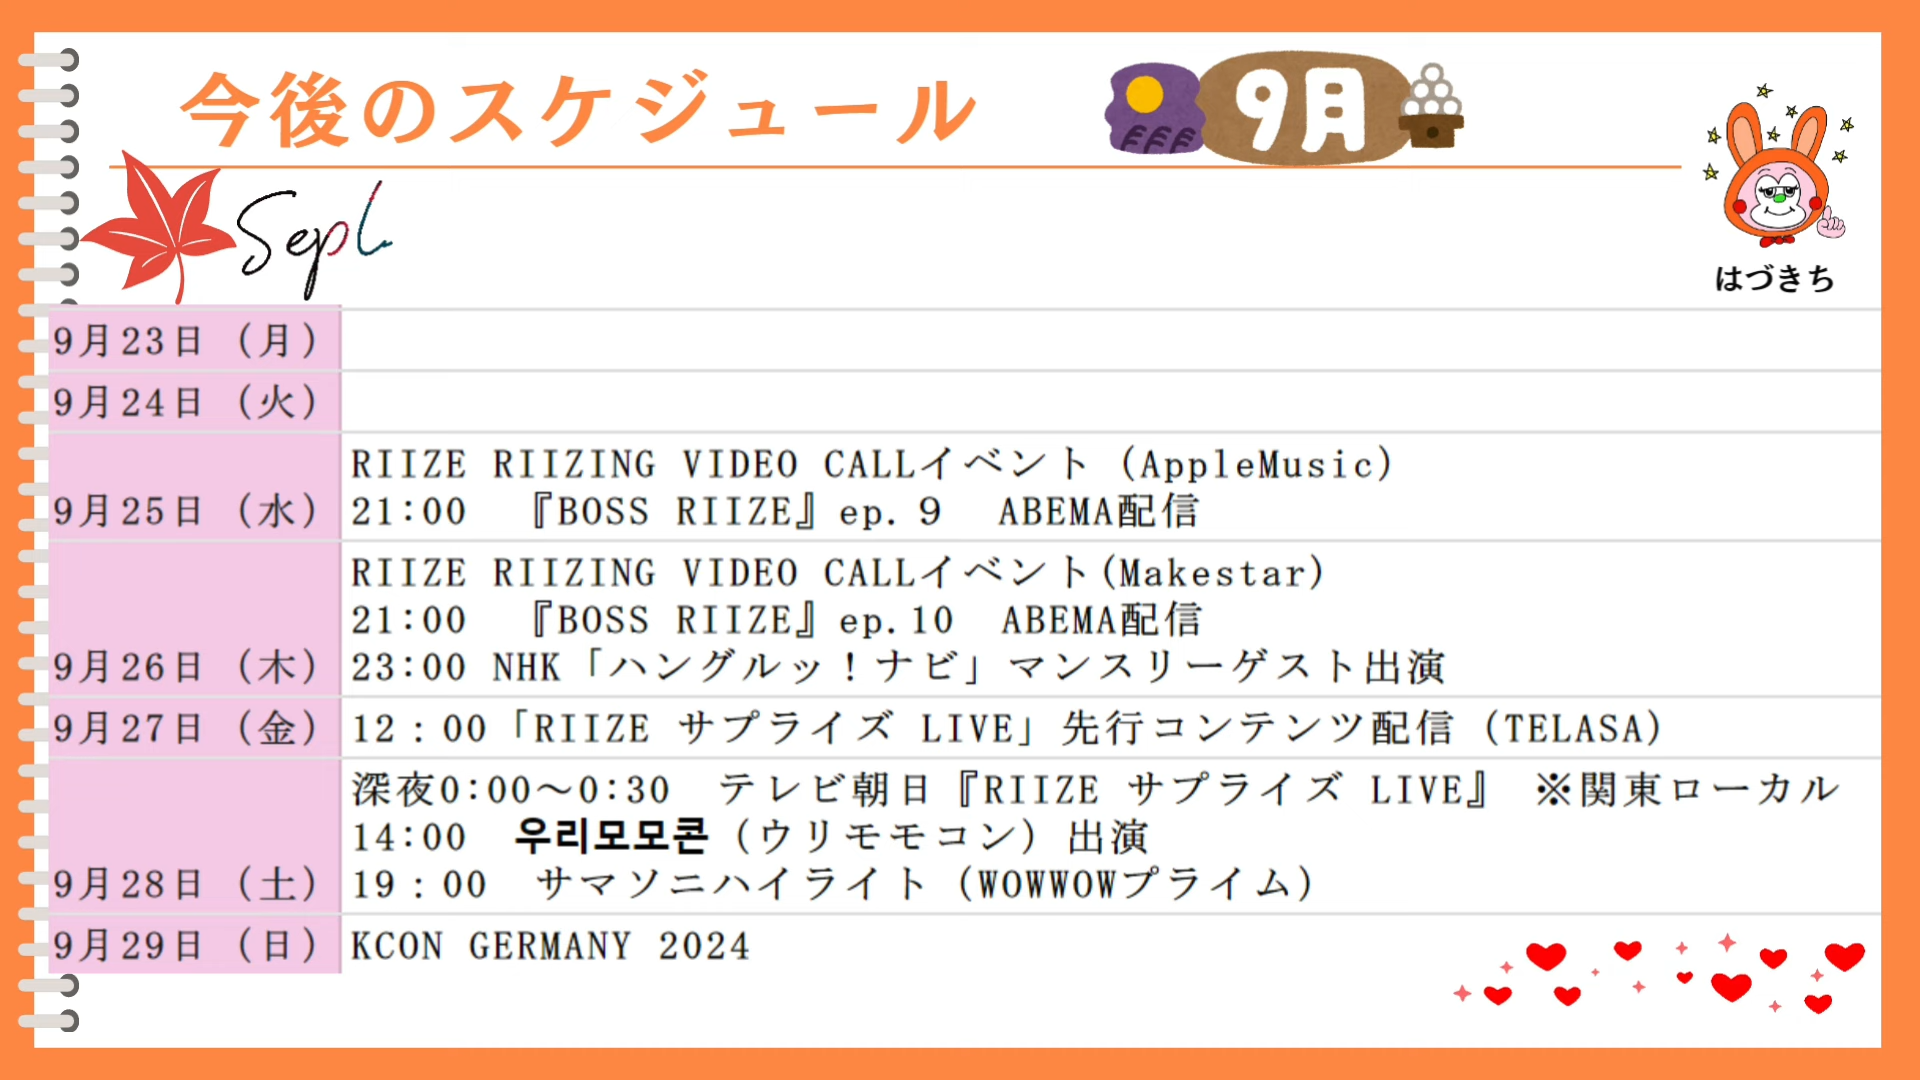 今後のスケジュール
9月
Sept
はづきち
9月23日（月）
9月24日（火）
RIIZE RIIZING VIDEO CALLイベント（AppleMusic）
9月25日（水） 21:00　『BOSS RIIZE』ep.９　ABEMA配信
RIIZE RIIZING VIDEO CALLイベント(Makestar)
21:00　『BOSS RIIZE』ep.10　ABEMA配信
9月26日（木） 23:00 NHK「ハングルッ！ナビ」マンスリーゲスト出演
9月27日（金） 12：00「RIIZE サプライズ LIVE」先行コンテンツ配信（TELASA）
深夜0:00～0:30　テレビ朝日『RIIZE サプライズ LIVE』　※関東ローカル
14:00　우리모모콘（ウリモモコン）出演
9月28日（土） 19：00　サマソニハイライト（WOWWOWプライム）
9月29日（日） KCON GERMANY 2024